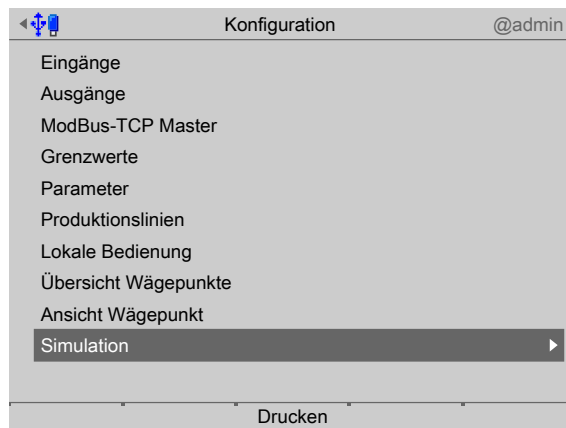 Konfiguration @admin
Eingänge
Ausgänge
ModBus-TCP Master
Grenzwerte
Parameter
Produktionslinien
Lokale Bedienung
Übersicht Wägepunkte
Ansicht Wägepunkt
Simulation
Drucken